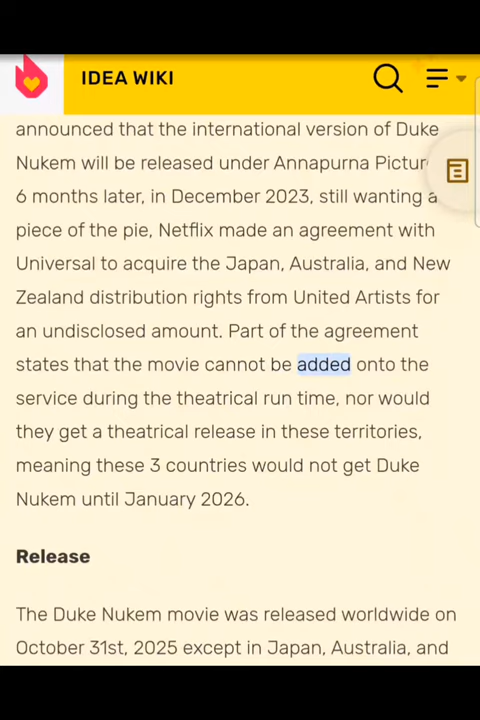 IDEA WIKI
announced that the international version of Duke
Nukem will be released under Annapurna
6 months later, in December 2023, still wanting a
piece of the pie, Netflix made an agreement with
Universal to acquire the Japan, Australia, and New
Zealand distribution rights from United Artists for
an undisclosed amount. Part of the agreement
states that the movie cannot be added onto the
service during the theatrical run time, nor would
they get a theatrical release in these territories,
meaning these 3 countries would not get Duke
Nukem until January 2026.
Release
The Duke Nukem movie was released worldwide on
October 31st, 2025 except in Japan, Australia, and